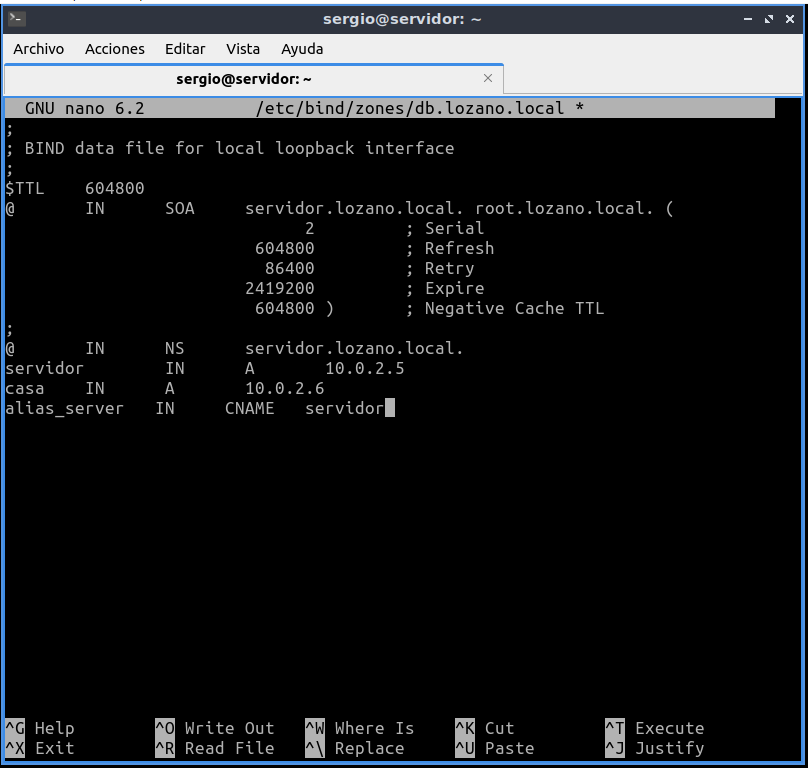 sergio@servidor: ~
Archivo Acciones Editar Vista Ayuda
sergio@servidor: ~
GNU nano 6.2 /etc/bind/zones/db.lozano.local *
;
; BIND data file for local loopback interface
;
$TTL 604800
@ IN SOA servidor.lozano.local. root.lozano.local. (
2 ; Serial
604800 ; Refresh
86400 ; Retry
2419200 ; Expire
604800 ) ; Negative Cache TTL
;
@ IN NS servidor.lozano.local.
servidor IN A 10.0.2.5
casa IN A 10.0.2.6
alias_server IN CNAME servidor
^G Help ^O Write Out ^W Where Is ^K Cut ^T Execute
^X Exit ^R Read File ^\ Replace ^U Paste ^J Justify